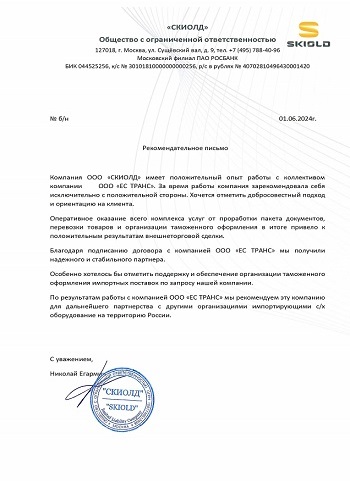 «СКИОЛД»
Общество с ограниченной ответственностью
SKIOLD
127018, г. Москва, ул. Сущёвский вал, д. 9, тел. +7 (495) 788-40-96
Московский филиал ПАО РОСБАНК
БИК 044525256, к/с № 30101810000000000256, р/с в рублях № 40702810496430001420
№ б/н 01.06.2024г.
Рекомендательное письмо
Компания ООО «СКИОЛД» имеет положительный опыт работы с коллективом
компании ООО «ЕС ТРАНС». За время работы компания зарекомендовала себя
исключительно с положительной стороны. Хочется отметить добросовестный подход
и ориентацию на клиента.
Оперативное оказание всего комплекса услуг от проработки пакета документов,
перевозки товаров и организации таможенного оформления в итоге привело к
положительным результатам внешнеторговой сделки.
Благодаря подписанию договора с компанией ООО «ЕС ТРАНС» мы получили
надежного и стабильного партнера.
Особенно хотелось бы отметить поддержку и обеспечение организации таможенного
оформления импортных поставок по запросу нашей компании.
По результатам работы с компанией ООО «ЕС ТРАНС» мы рекомендуем эту компанию
для дальнейшего партнерства с другими организациями импортирующими с/х
оборудование на территорию России.
С уважением,
Николай
"СКИОЛД"
"SKIOLD"